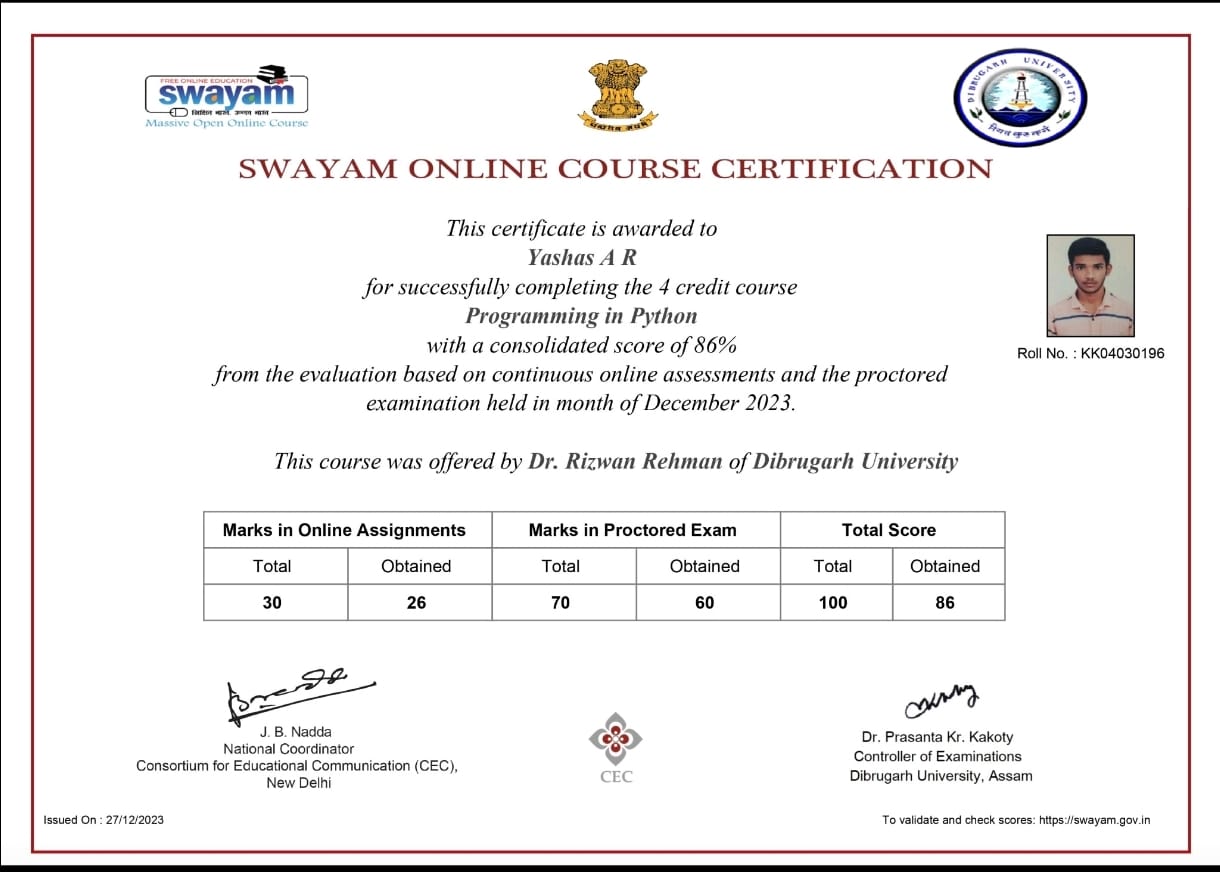 FREE ONLINE EDUCATION
swayam
शिक्षित भारत, उन्नत भारत
Massive Open Online Course
सत्यमेव जयते
DIBRUGARH UNIVERSITY
नियतं कुरु कर्म
SWAYAM ONLINE COURSE CERTIFICATION
This certificate is awarded to
Yashas A R
for successfully completing the 4 credit course
Programming in Python
with a consolidated score of 86%
from the evaluation based on continuous online assessments and the proctored
examination held in month of December 2023.
Roll No. : KK04030196
This course was offered by Dr. Rizwan Rehman of Dibrugarh University
Marks in Online Assignments Marks in Proctored Exam Total Score
Total Obtained Total Obtained Total Obtained
30 26 70 60 100 86
J. B. Nadda
National Coordinator
Consortium for Educational Communication (CEC),
New Delhi
CEC
Dr. Prasanta Kr. Kakoty
Controller of Examinations
Dibrugarh University, Assam
Issued On : 27/12/2023
To validate and check scores: https://swayam.gov.in